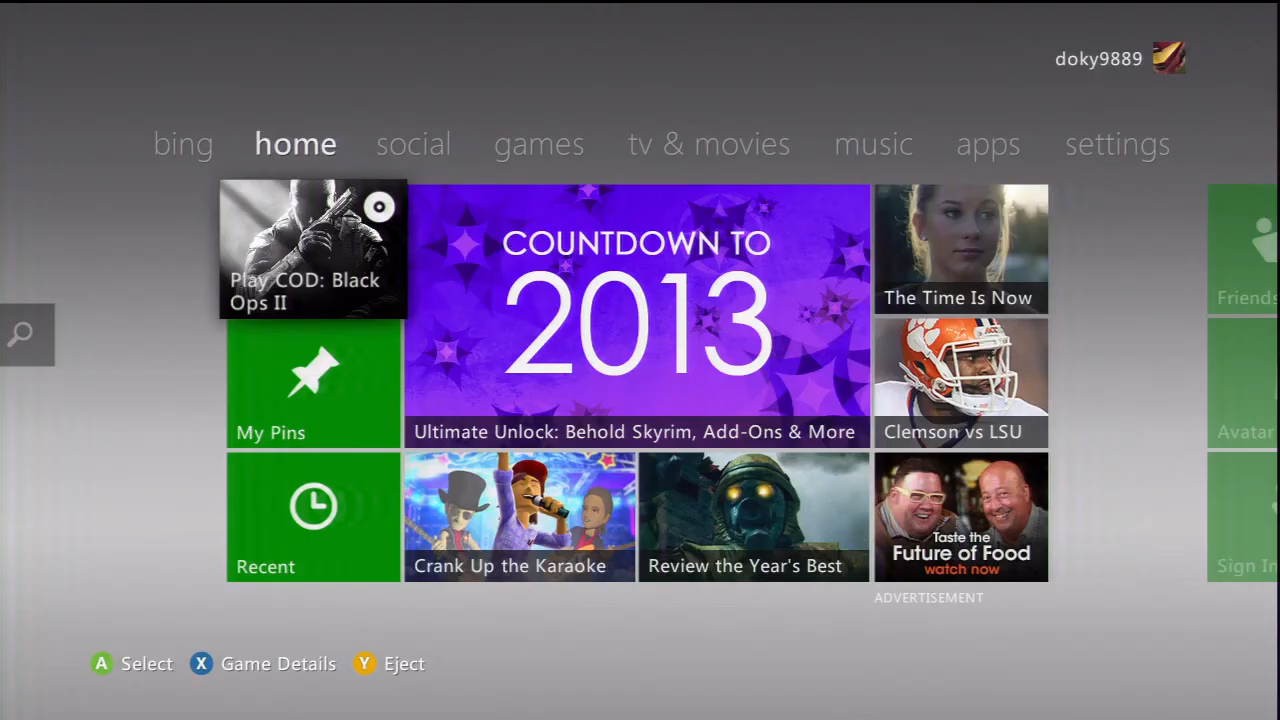 doky9889
bing
home
social
games
tv & movies
music
apps
settings
Play COD: Black
Ops II
My Pins
Recent
COUNTDOWN TO
2013
Ultimate Unlock: Behold Skyrim, Add-Ons & More
Crank Up the Karaoke
Review the Year's Best
The Time Is Now
Clemson vs LSU
Taste the
Future of Food
watch now
ADVERTISEMENT
Friends
Avatar
Sign In
A Select
X Game Details
Y Eject